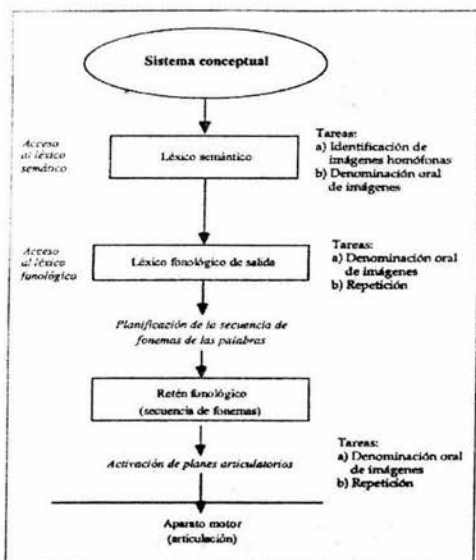 Sistema conceptual
Acceso
al léxico
semático
Léxico semántico
Tareas:
a) Identificación de
imágenes homófonas
b) Denominación oral
de imágenes
Acceso
al léxico
fonológico
Léxico fonológico de salida
Tareas:
a) Denominación oral
de imágenes
b) Repetición
Planificación de la secuencia de
fonemas de las palabras
Retén fonológico
(secuencia de fonemas)
Activación de planes articulatorios
Tareas:
a) Denominación oral
de imágenes
b) Repetición
Aparato motor
(articulación)